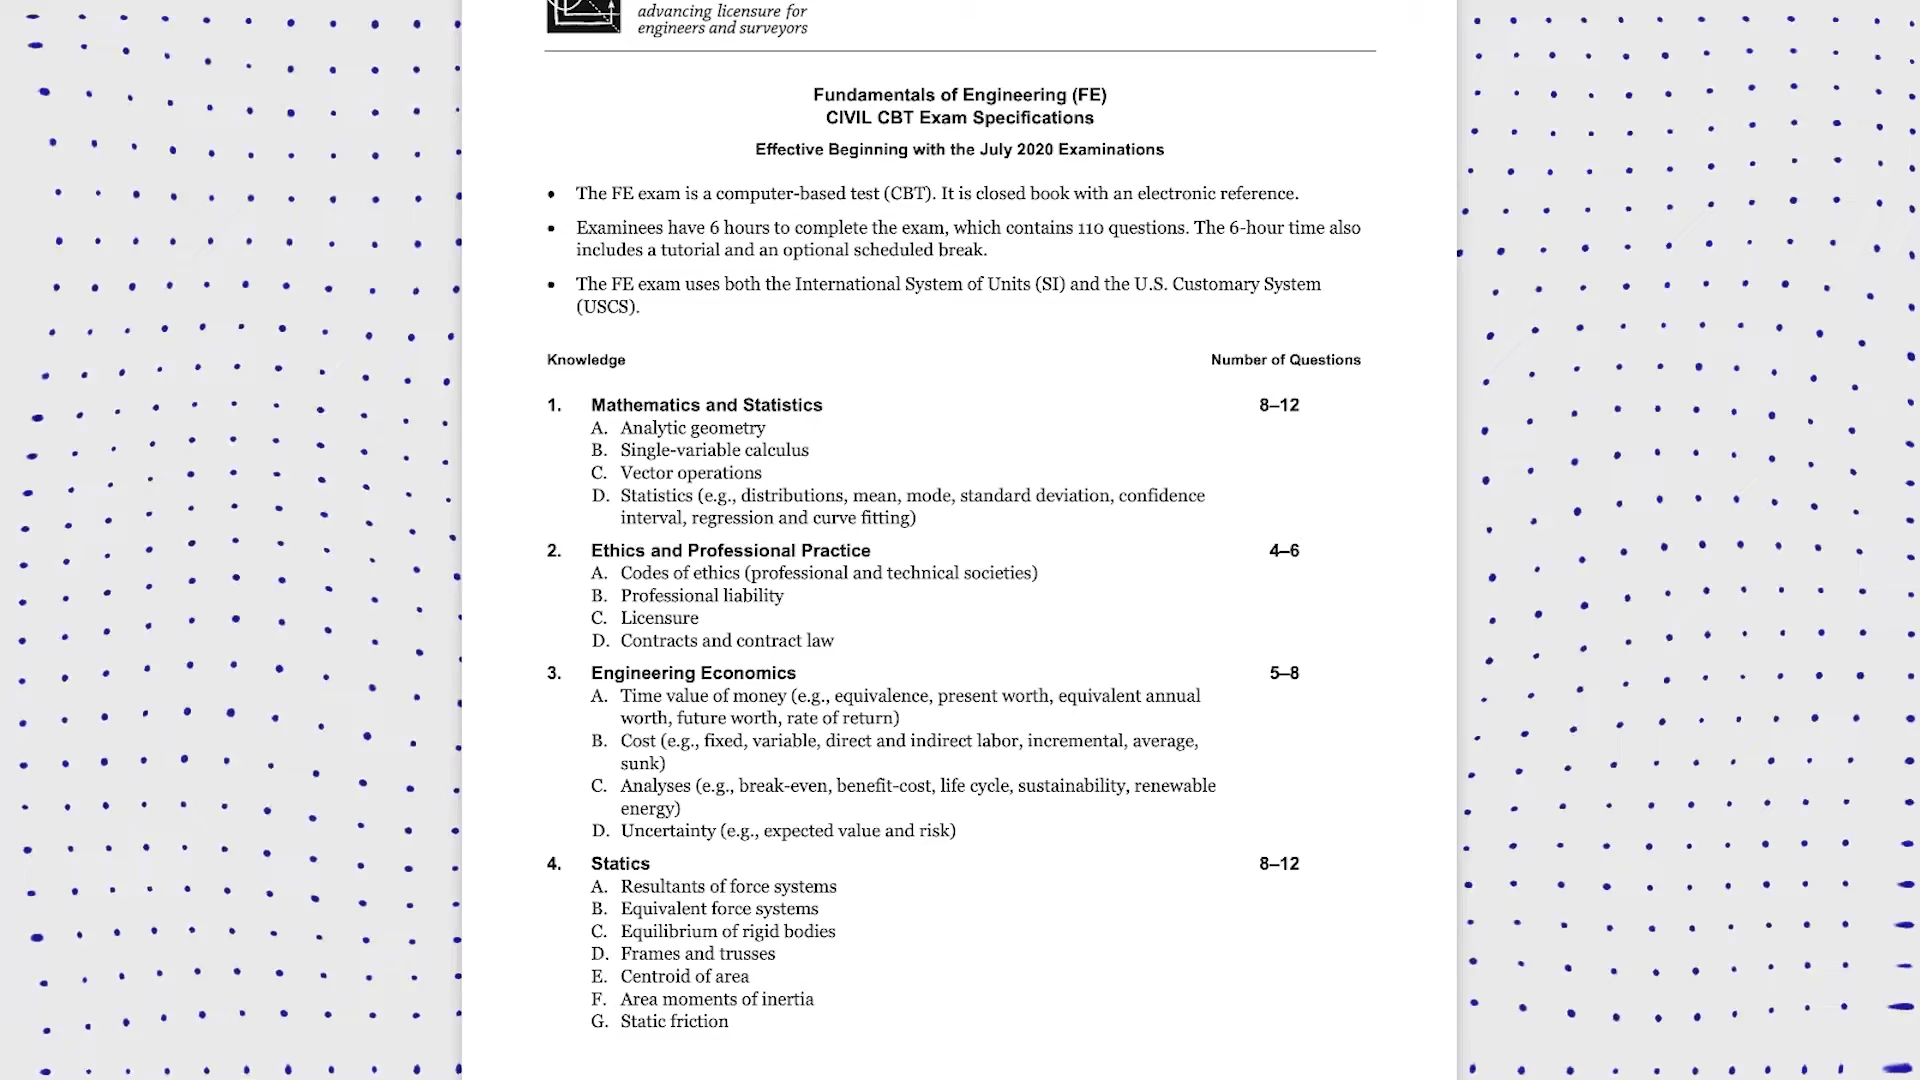 advancing licensure for
engineers and surveyors
Fundamentals of Engineering (FE)
CIVIL CBT Exam Specifications
Effective Beginning with the July 2020 Examinations
• The FE exam is a computer-based test (CBT). It is closed book with an electronic reference.
• Examinees have 6 hours to complete the exam, which contains 110 questions. The 6-hour time also
includes a tutorial and an optional scheduled break.
• The FE exam uses both the International System of Units (SI) and the U.S. Customary System
(USCS).
Knowledge Number of Questions
1. Mathematics and Statistics 8–12
A. Analytic geometry
B. Single-variable calculus
C. Vector operations
D. Statistics (e.g., distributions, mean, mode, standard deviation, confidence
interval, regression and curve fitting)
2. Ethics and Professional Practice 4–6
A. Codes of ethics (professional and technical societies)
B. Professional liability
C. Licensure
D. Contracts and contract law
3. Engineering Economics 5–8
A. Time value of money (e.g., equivalence, present worth, equivalent annual
worth, future worth, rate of return)
B. Cost (e.g., fixed, variable, direct and indirect labor, incremental, average,
sunk)
C. Analyses (e.g., break-even, benefit-cost, life cycle, sustainability, renewable
energy)
D. Uncertainty (e.g., expected value and risk)
4. Statics 8–12
A. Resultants of force systems
B. Equivalent force systems
C. Equilibrium of rigid bodies
D. Frames and trusses
E. Centroid of area
F. Area moments of inertia
G. Static friction